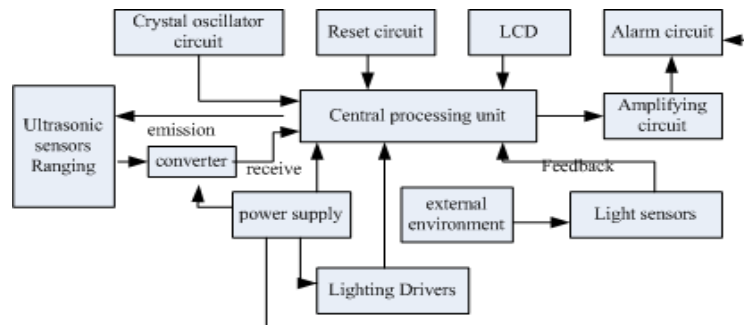 Crystal oscillator
circuit
Reset circuit
LCD
Alarm circuit
Ultrasonic
sensors
Ranging
emission
Central processing unit
Amplifying
circuit
converter
receive
Feedback
power supply
external
environment
Light sensors
Lighting Drivers